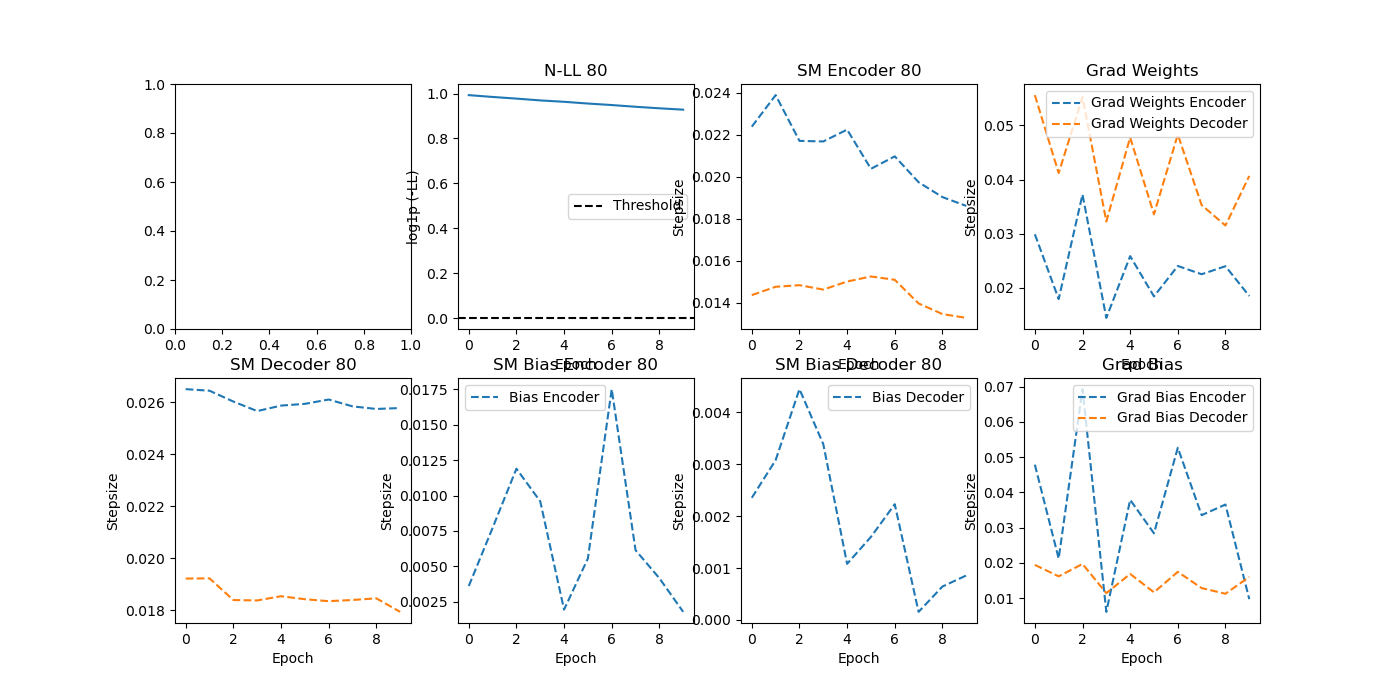 N-LL 80
SM Encoder 80
Grad Weights
1.0
0.8
0.6
0.4
0.2
0.0
0.0 0.2 0.4 0.6 0.8 1.0
log1p (-LL)
1.0
0.8
0.6
0.4
0.2
0.0
Threshold
0 2 4 6 8
Epoch
Stepsize
0.024
0.022
0.020
0.018
0.016
0.014
0 2 4 6 8
Epoch
Stepsize
0.05
0.04
0.03
0.02
Grad Weights Encoder
Grad Weights Decoder
0 2 4 6 8
Epoch
SM Decoder 80
SM Bias Encoder 80
SM Bias Decoder 80
Grad Bias
Stepsize
0.026
0.024
0.022
0.020
0.018
0 2 4 6 8
Epoch
Stepsize
0.0175
0.0150
0.0125
0.0100
0.0075
0.0050
0.0025
Bias Encoder
0 2 4 6 8
Epoch
Stepsize
0.004
0.003
0.002
0.001
0.000
Bias Decoder
0 2 4 6 8
Epoch
Stepsize
0.07
0.06
0.05
0.04
0.03
0.02
0.01
Grad Bias Encoder
Grad Bias Decoder
0 2 4 6 8
Epoch